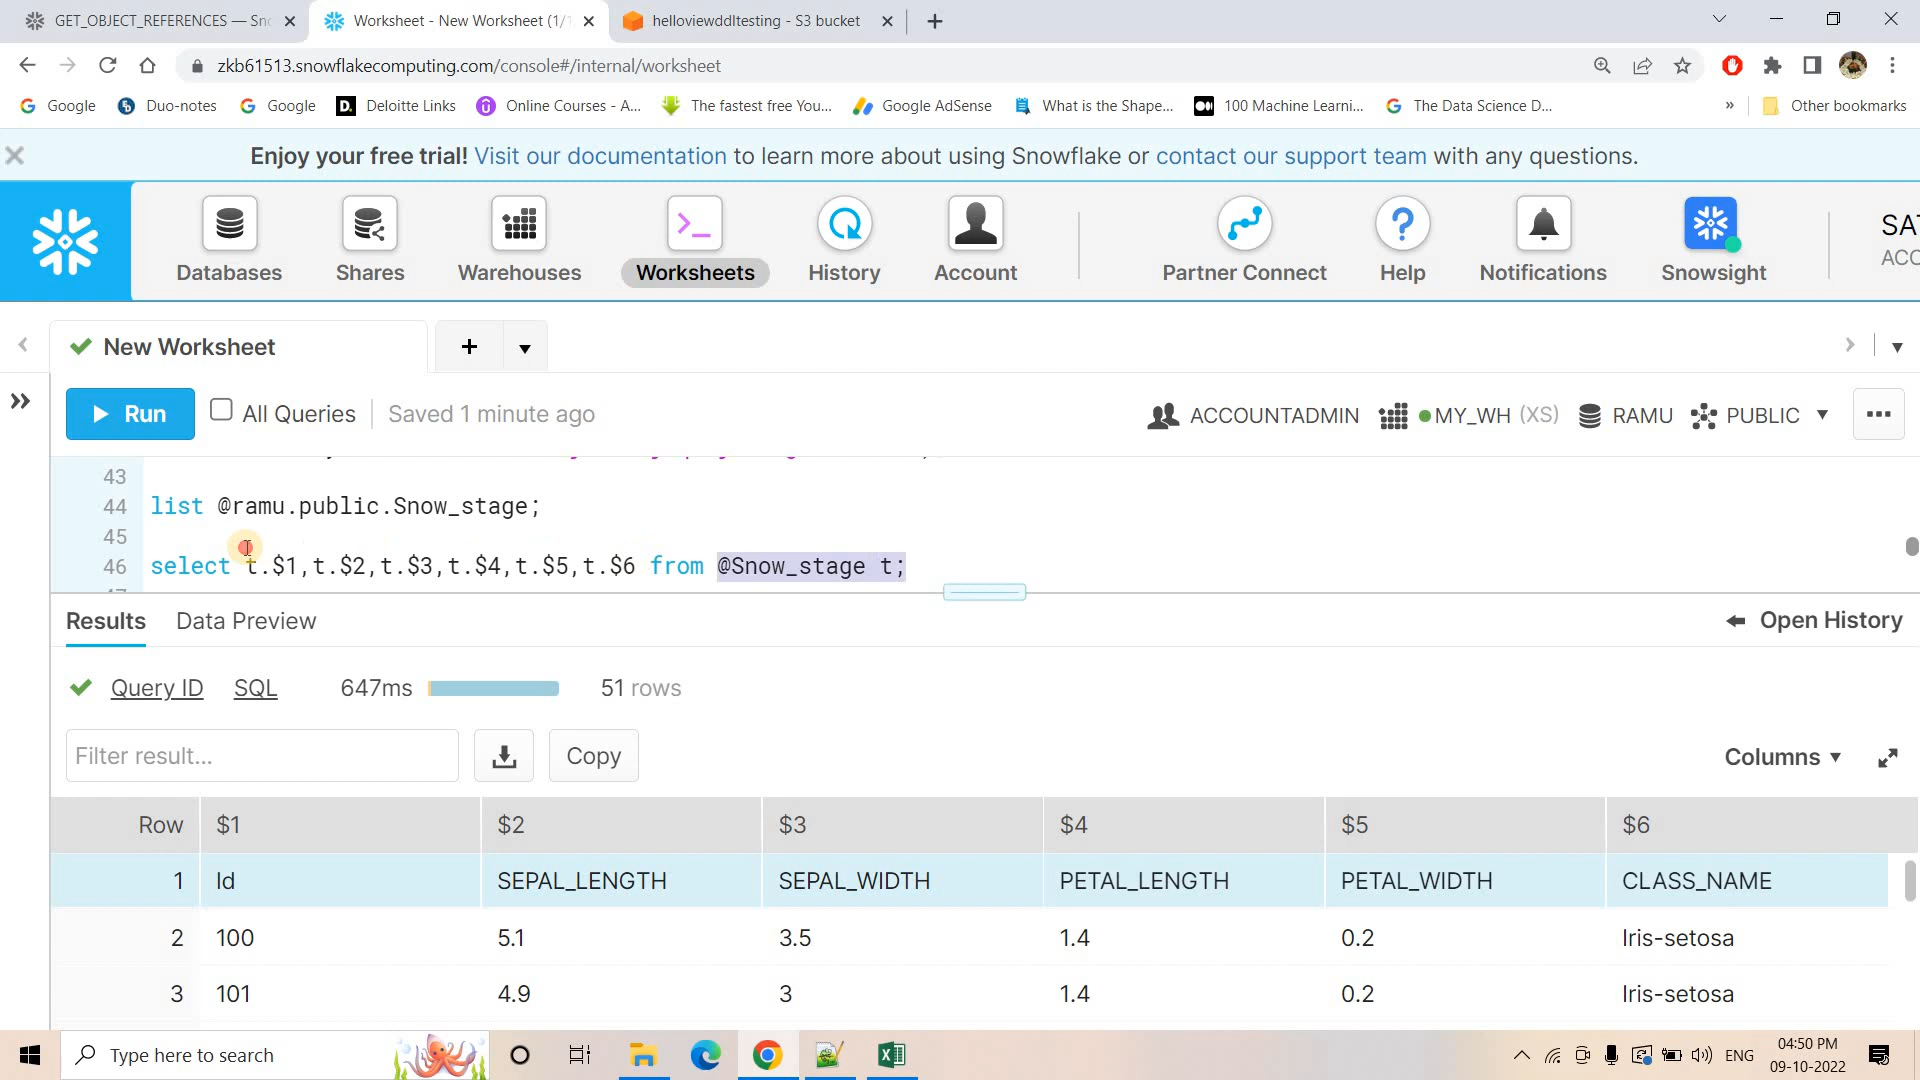 GET_OBJECT_REFERENCES — Sno
Worksheet - New Worksheet (1/1
helloviewddltesting - S3 bucket
zkb61513.snowflakecomputing.com/console#/internal/worksheet
Google
Duo-notes
Google
Deloitte Links
Online Courses - A...
The fastest free You...
Google AdSense
What is the Shape...
100 Machine Learni...
The Data Science D...
»
Other bookmarks
Enjoy your free trial! Visit our documentation to learn more about using Snowflake or contact our support team with any questions.
Databases
Shares
Warehouses
Worksheets
History
Account
Partner Connect
Help
Notifications
Snowsight
SAT
ACCO
New Worksheet
Run
All Queries
Saved 1 minute ago
ACCOUNTADMIN
MY_WH (XS)
RAMU
PUBLIC
43
44 list @ramu.public.Snow_stage;
45
46 select t.$1,t.$2,t.$3,t.$4,t.$5,t.$6 from @Snow_stage t;
Results
Data Preview
Open History
Query ID
SQL
647ms
51 rows
Filter result...
Copy
Columns
Row $1 $2 $3 $4 $5 $6
1 Id SEPAL_LENGTH SEPAL_WIDTH PETAL_LENGTH PETAL_WIDTH CLASS_NAME
2 100 5.1 3.5 1.4 0.2 Iris-setosa
3 101 4.9 3 1.4 0.2 Iris-setosa
Type here to search
ENG
04:50 PM
09-10-2022